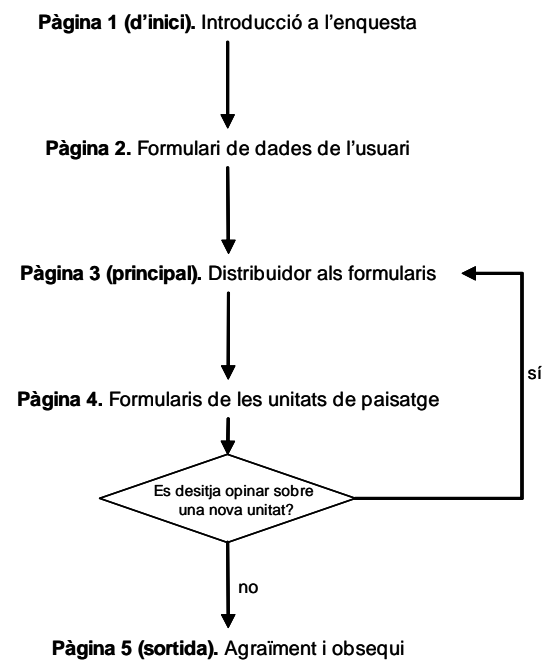 Pàgina 1 (d'inici). Introducció a l'enquesta
Pàgina 2. Formulari de dades de l'usuari
Pàgina 3 (principal). Distribuidor als formularis
sí
Pàgina 4. Formularis de les unitats de paisatge
Es desitja opinar sobre
una nova unitat?
no
Pàgina 5 (sortida). Agraïment i obsequi